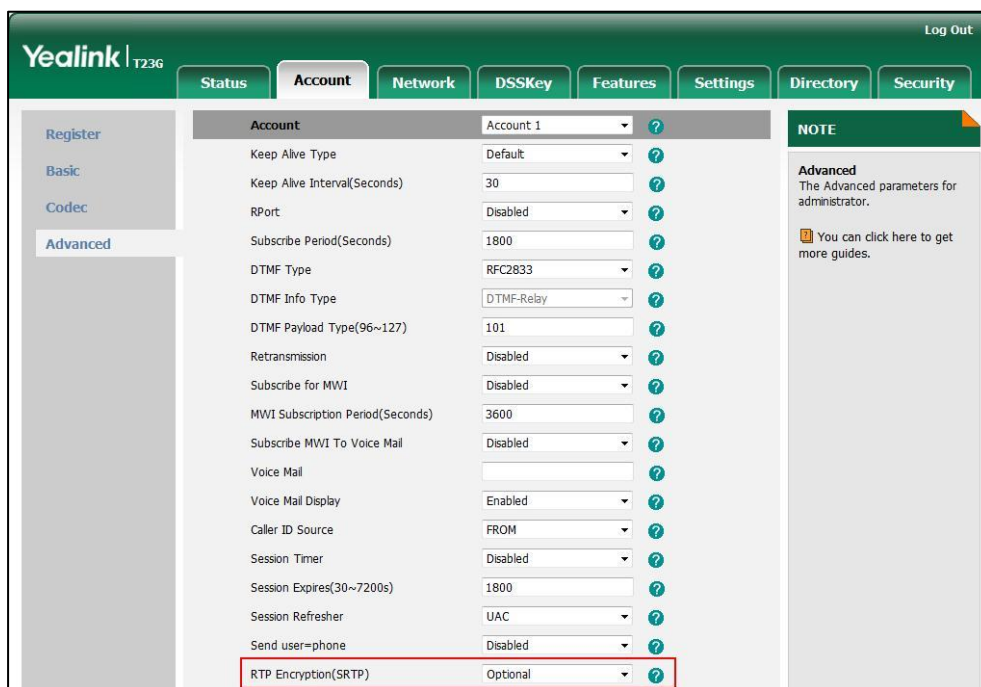 Log Out
Yealink T23G
Status Account Network DSSKey Features Settings Directory Security
Register
Basic
Codec
Advanced
Account Account 1 ?
Keep Alive Type Default ?
Keep Alive Interval(Seconds) 30 ?
RPort Disabled ?
Subscribe Period(Seconds) 1800 ?
DTMF Type RFC2833 ?
DTMF Info Type DTMF-Relay ?
DTMF Payload Type(96~127) 101 ?
Retransmission Disabled ?
Subscribe for MWI Disabled ?
MWI Subscription Period(Seconds) 3600 ?
Subscribe MWI To Voice Mail Disabled ?
Voice Mail ?
Voice Mail Display Enabled ?
Caller ID Source FROM ?
Session Timer Disabled ?
Session Expires(30~7200s) 1800 ?
Session Refresher UAC ?
Send user=phone Disabled ?
RTP Encryption(SRTP) Optional ?
NOTE
Advanced
The Advanced parameters for
administrator.
? You can click here to get
more guides.